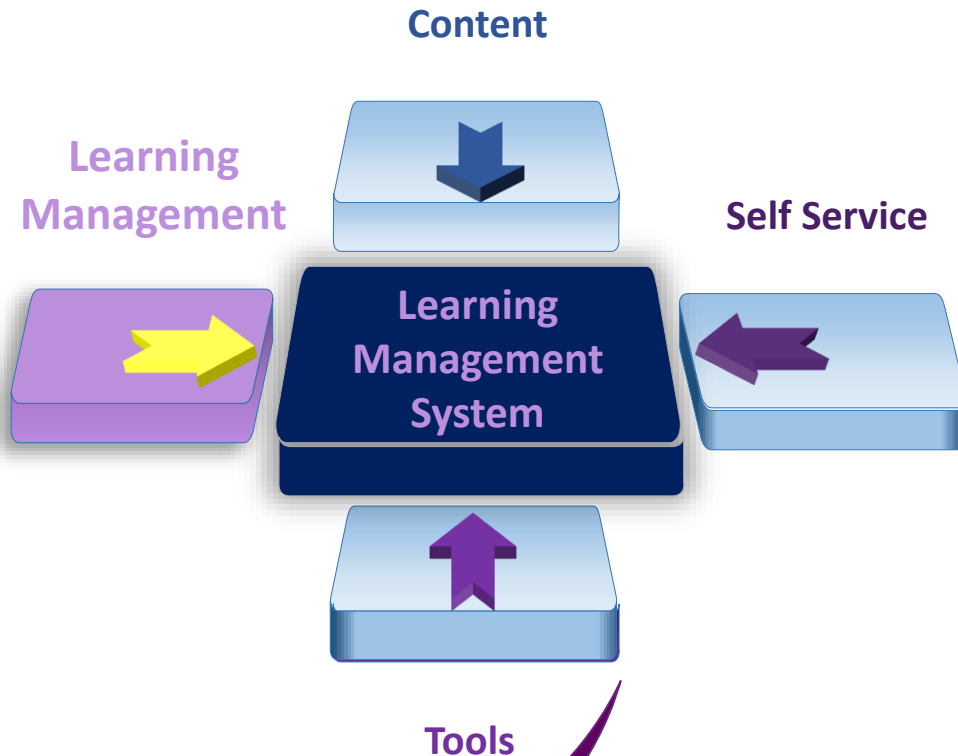 Content
Learning
Management
Self Service
Learning
Management
System
Tools